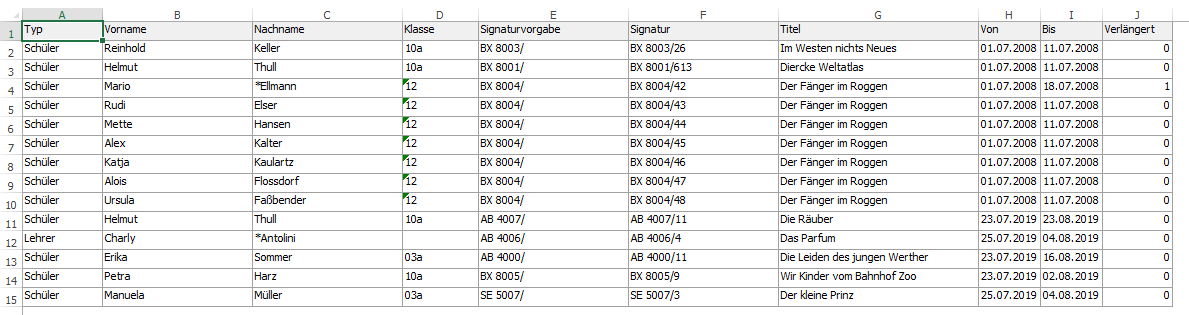 A B C D E F G H I J
1 Typ Vorname Nachname Klasse Signaturvorgabe Signatur Titel Von Bis Verlängert
2 Schüler Reinhold Keller 10a BX 8003/ BX 8003/26 Im Westen nichts Neues 01.07.2008 11.07.2008 0
3 Schüler Helmut Thull 10a BX 8001/ BX 8001/613 Diercke Weltatlas 01.07.2008 11.07.2008 0
4 Schüler Mario *Ellmann 12 BX 8004/ BX 8004/42 Der Fänger im Roggen 01.07.2008 18.07.2008 1
5 Schüler Rudi Elser 12 BX 8004/ BX 8004/43 Der Fänger im Roggen 01.07.2008 11.07.2008 0
6 Schüler Mette Hansen 12 BX 8004/ BX 8004/44 Der Fänger im Roggen 01.07.2008 11.07.2008 0
7 Schüler Alex Kalter 12 BX 8004/ BX 8004/45 Der Fänger im Roggen 01.07.2008 11.07.2008 0
8 Schüler Katja Kaulartz 12 BX 8004/ BX 8004/46 Der Fänger im Roggen 01.07.2008 11.07.2008 0
9 Schüler Alois Flossdorf 12 BX 8004/ BX 8004/47 Der Fänger im Roggen 01.07.2008 11.07.2008 0
10 Schüler Ursula Faßbender 12 BX 8004/ BX 8004/48 Der Fänger im Roggen 01.07.2008 11.07.2008 0
11 Schüler Helmut Thull 10a AB 4007/ AB 4007/11 Die Räuber 23.07.2019 23.08.2019 0
12 Lehrer Charly *Antolini AB 4006/ AB 4006/4 Das Parfum 25.07.2019 04.08.2019 0
13 Schüler Erika Sommer 03a AB 4000/ AB 4000/11 Die Leiden des jungen Werther 23.07.2019 16.08.2019 0
14 Schüler Petra Harz 10a BX 8005/ BX 8005/9 Wir Kinder vom Bahnhof Zoo 23.07.2019 02.08.2019 0
15 Schüler Manuela Müller 03a SE 5007/ SE 5007/3 Der kleine Prinz 25.07.2019 04.08.2019 0